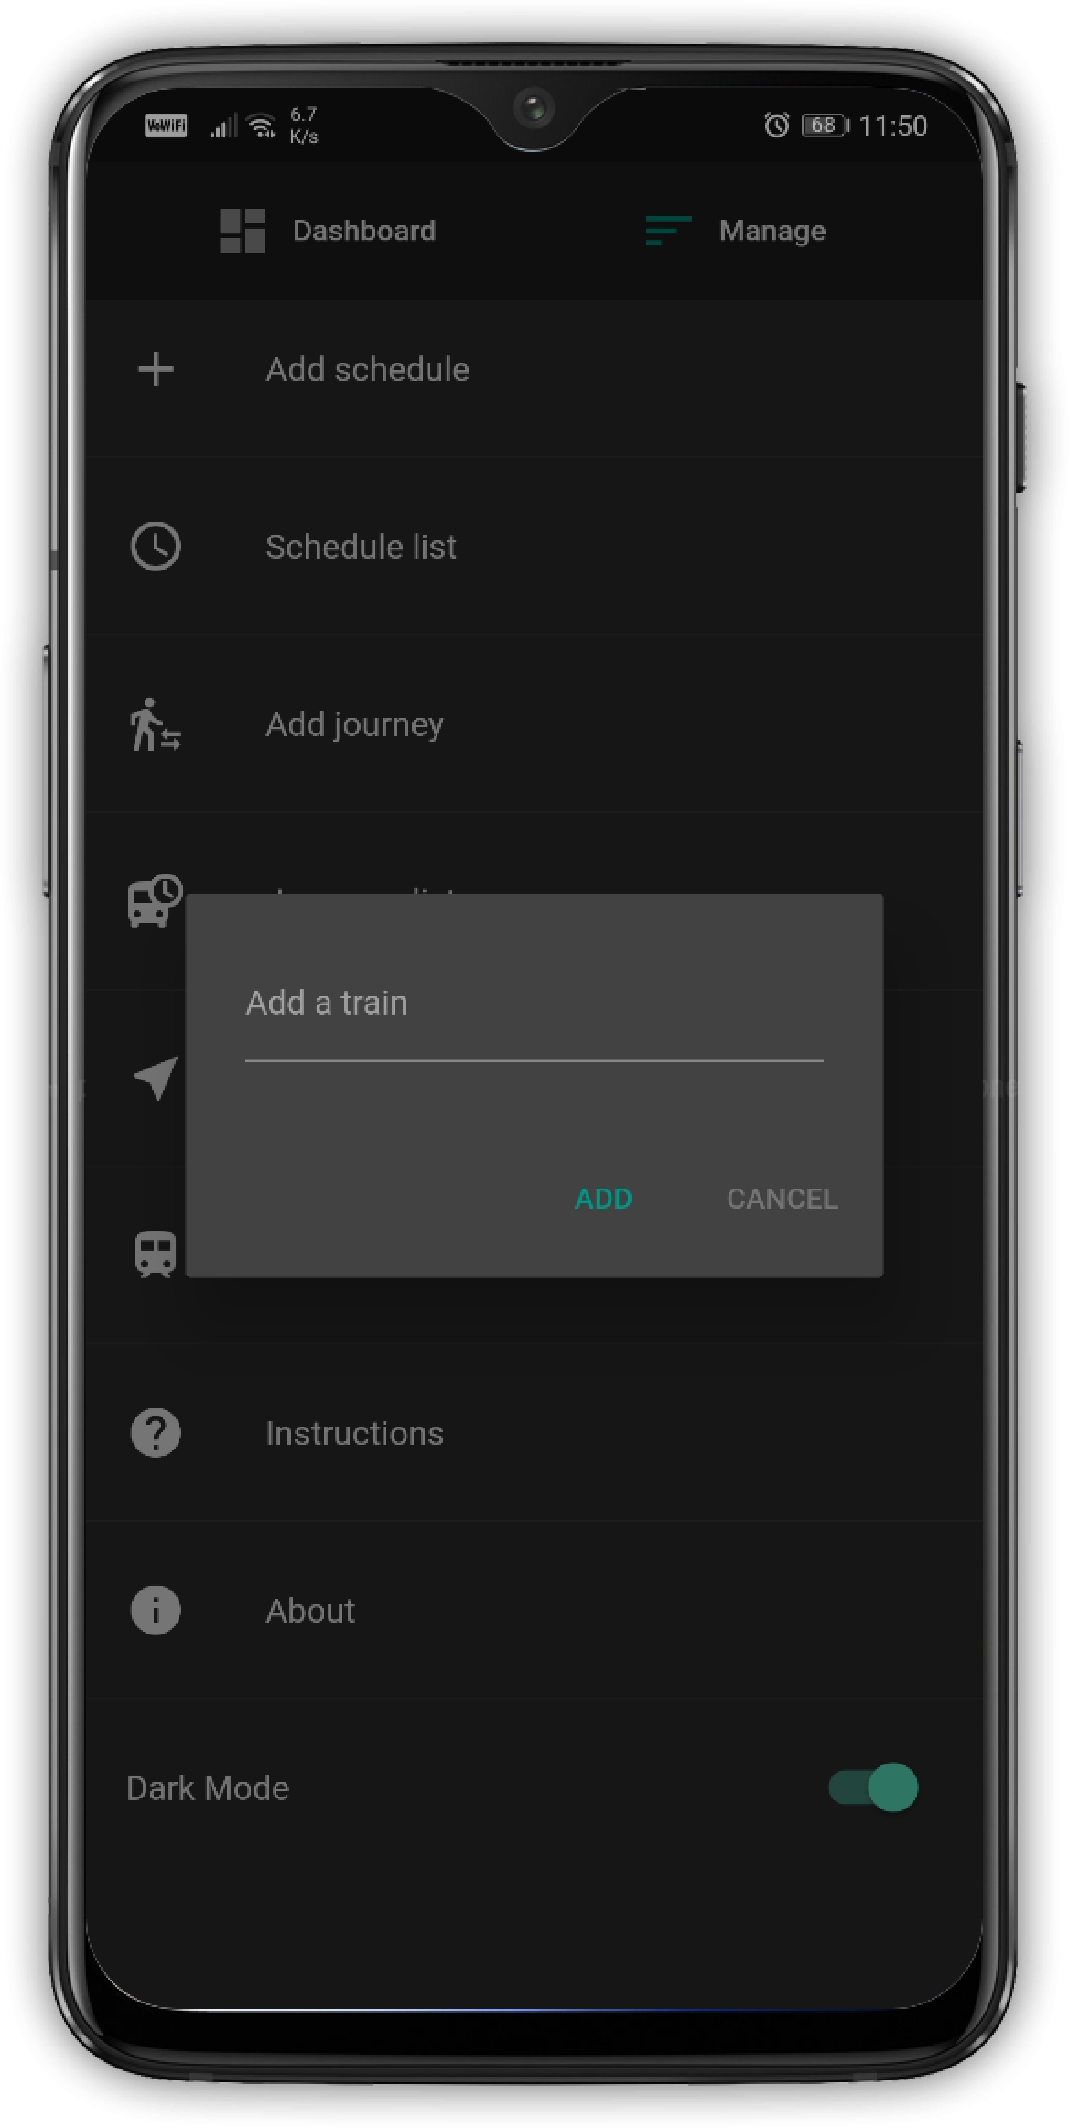 VoWiFi 6.7 K/s 68 11:50
Dashboard Manage
Add schedule
Schedule list
Add journey
Add a train
ADD CANCEL
Instructions
About
Dark Mode